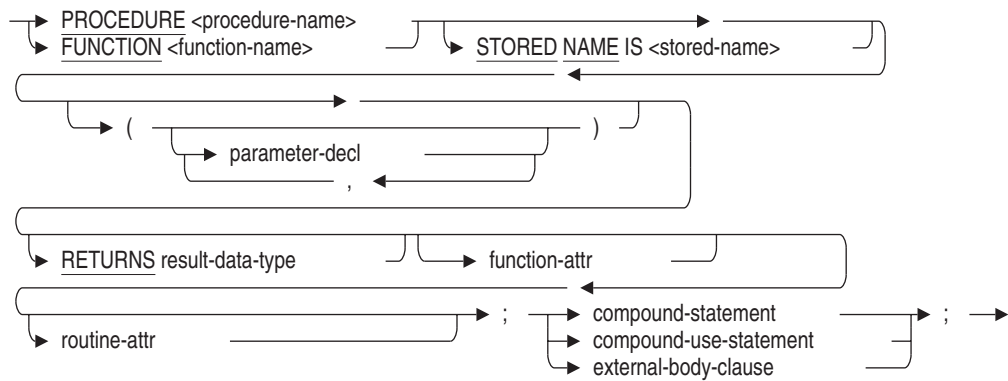 PROCEDURE <procedure-name>
FUNCTION <function-name>
STORED NAME IS <stored-name>
( )
parameter-decl
,
RETURNS result-data-type function-attr
routine-attr
; compound-statement ;
compound-use-statement
external-body-clause